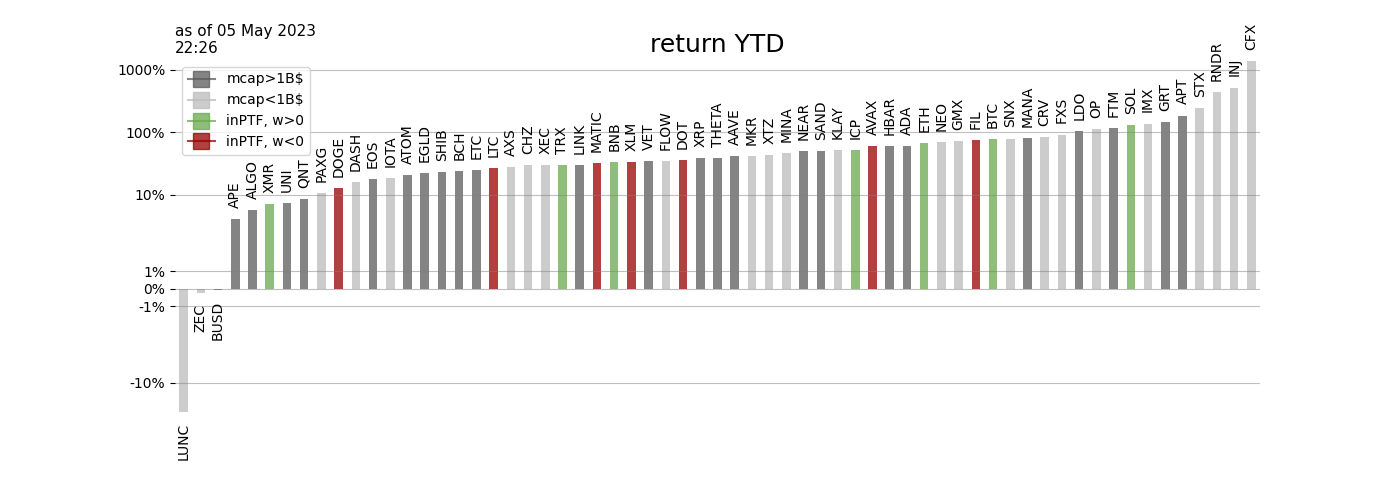 as of 05 May 2023
22:26
return YTD
mcap>1B$
mcap<1B$
inPTF, w>0
inPTF, w<0
1000%
100%
10%
1%
0%
-1%
-10%
LUNC
ZEC
BUSD
APE
ALGO
XMR
UNI
QNT
PAXG
DOGE
DASH
EOS
IOTA
ATOM
EGLD
SHIB
BCH
ETC
LTC
AXS
CHZ
XEC
TRX
LINK
MATIC
BNB
XLM
VET
FLOW
DOT
XRP
THETA
AAVE
MKR
XTZ
MINA
NEAR
SAND
KLAY
ICP
AVAX
HBAR
ADA
ETH
NEO
GMX
FIL
BTC
SNX
MANA
CRV
FXS
LDO
OP
FTM
SOL
IMX
GRT
APT
STX
RNDR
INJ
CFX